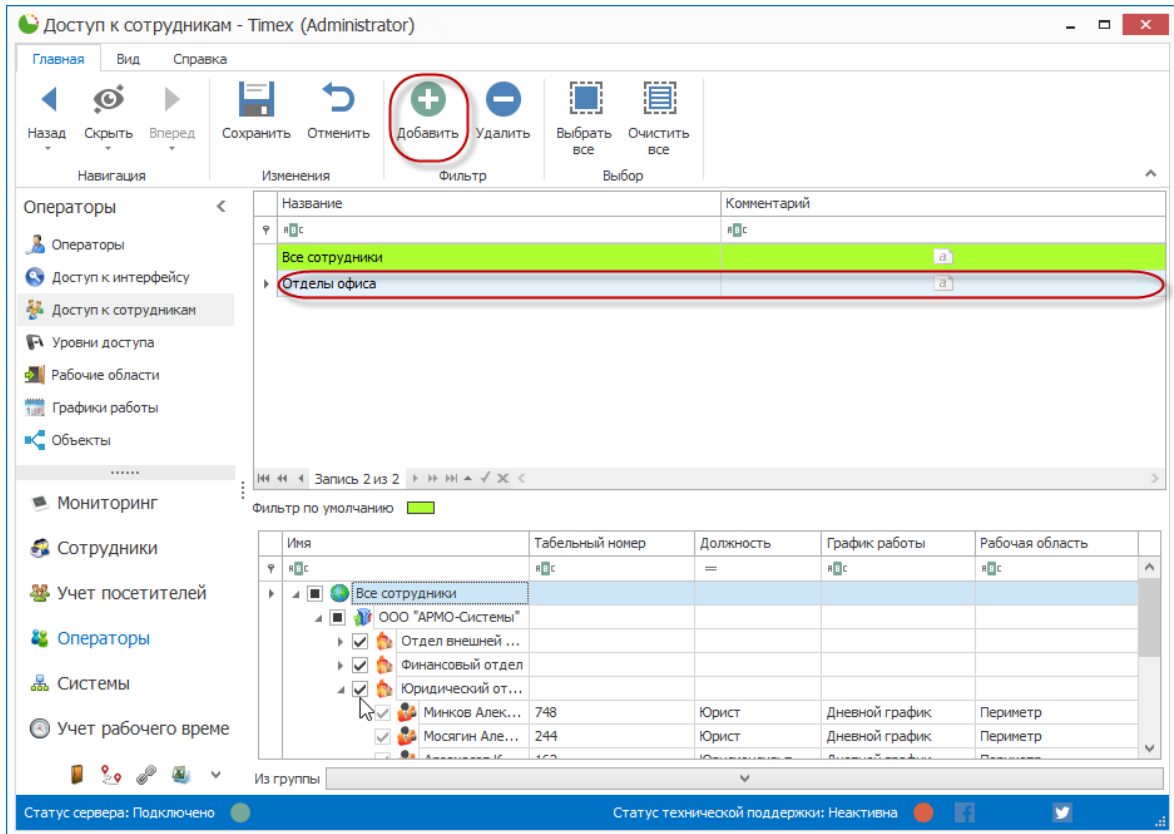 Доступ к сотрудникам - Timex (Administrator)
Главная Вид Справка
Назад Скрыть Вперед Сохранить Отменить Добавить Удалить Выбрать все Очистить все
Навигация Изменения Фильтр Выбор
Операторы
Операторы
Доступ к интерфейсу
Доступ к сотрудникам
Уровни доступа
Рабочие области
Графики работы
Объекты
Мониторинг
Сотрудники
Учет посетителей
Операторы
Системы
Учет рабочего време
Название Комментарий
Все сотрудники
Отделы офиса
Запись 2 из 2
Фильтр по умолчанию
Имя Табельный номер Должность График работы Рабочая область
=
Все сотрудники
ООО "АРМО-Системы"
Отдел внешней ...
Финансовый отдел
Юридический от...
Минков Алек... 748 Юрист Дневной график Периметр
Мосягин Але... 244 Юрист Дневной график Периметр
Из группы
Статус сервера: Подключено Статус технической поддержки: Неактивна